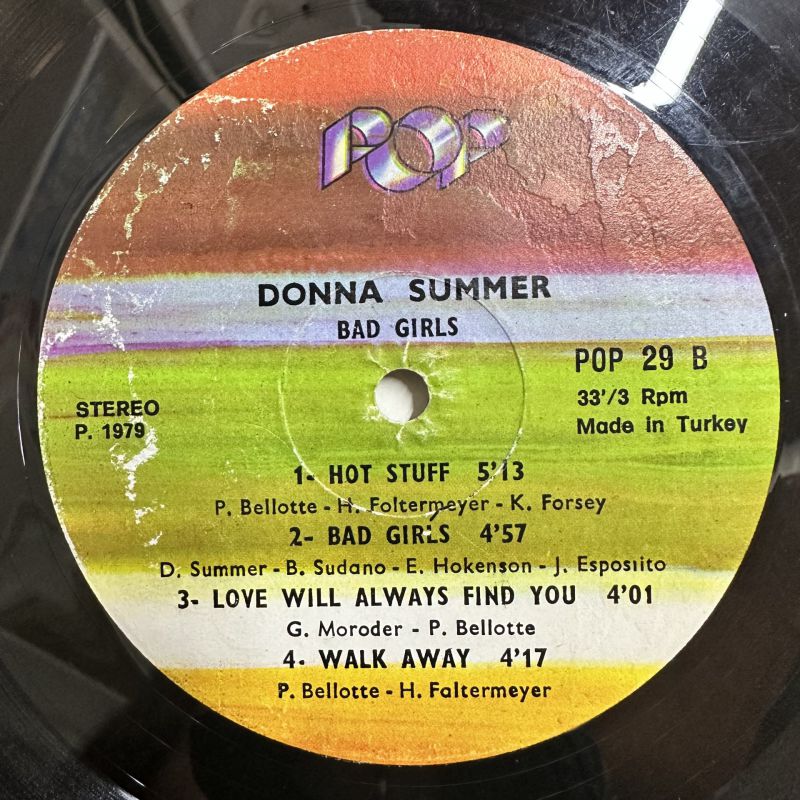 POP
DONNA SUMMER
BAD GIRLS
POP 29 B
STEREO
P. 1979
33'/3 Rpm
Made in Turkey
1- HOT STUFF 5'13
P. Bellotte - H. Foltermeyer - K. Forsey
2- BAD GIRLS 4'57
D. Summer - B. Sudano - E. Hokenson - J. Esposiito
3- LOVE WILL ALWAYS FIND YOU 4'01
G. Moroder - P. Bellotte
4- WALK AWAY 4'17
P. Bellotte - H. Faltermeyer